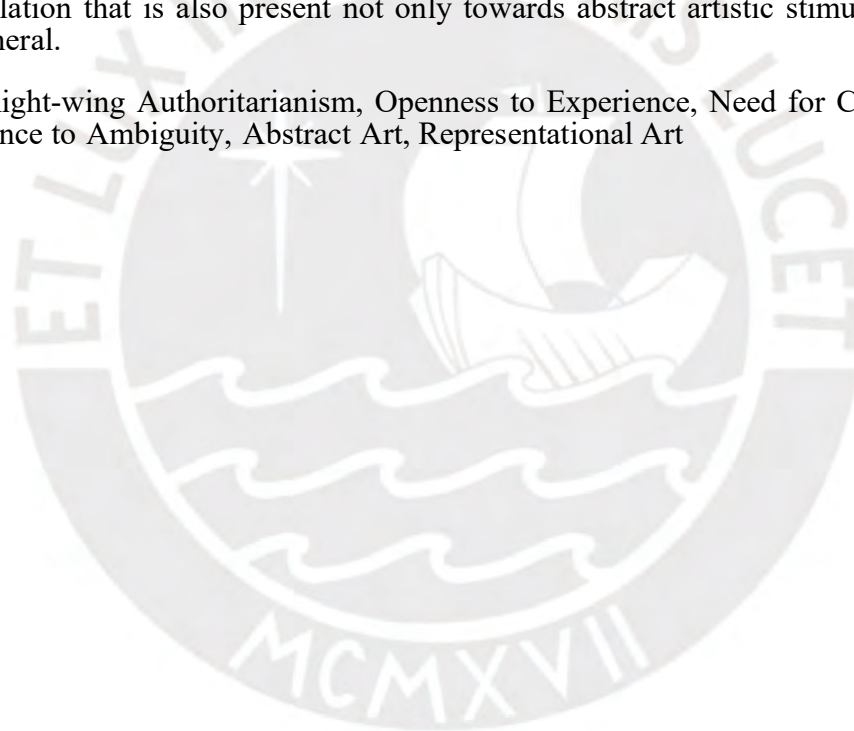 lation that is also present not only towards abstract artistic stimu
neral.
ight-wing Authoritarianism, Openness to Experience, Need for C
nce to Ambiguity, Abstract Art, Representational Art
ET LUX I
IS LUCET
MCMXVII